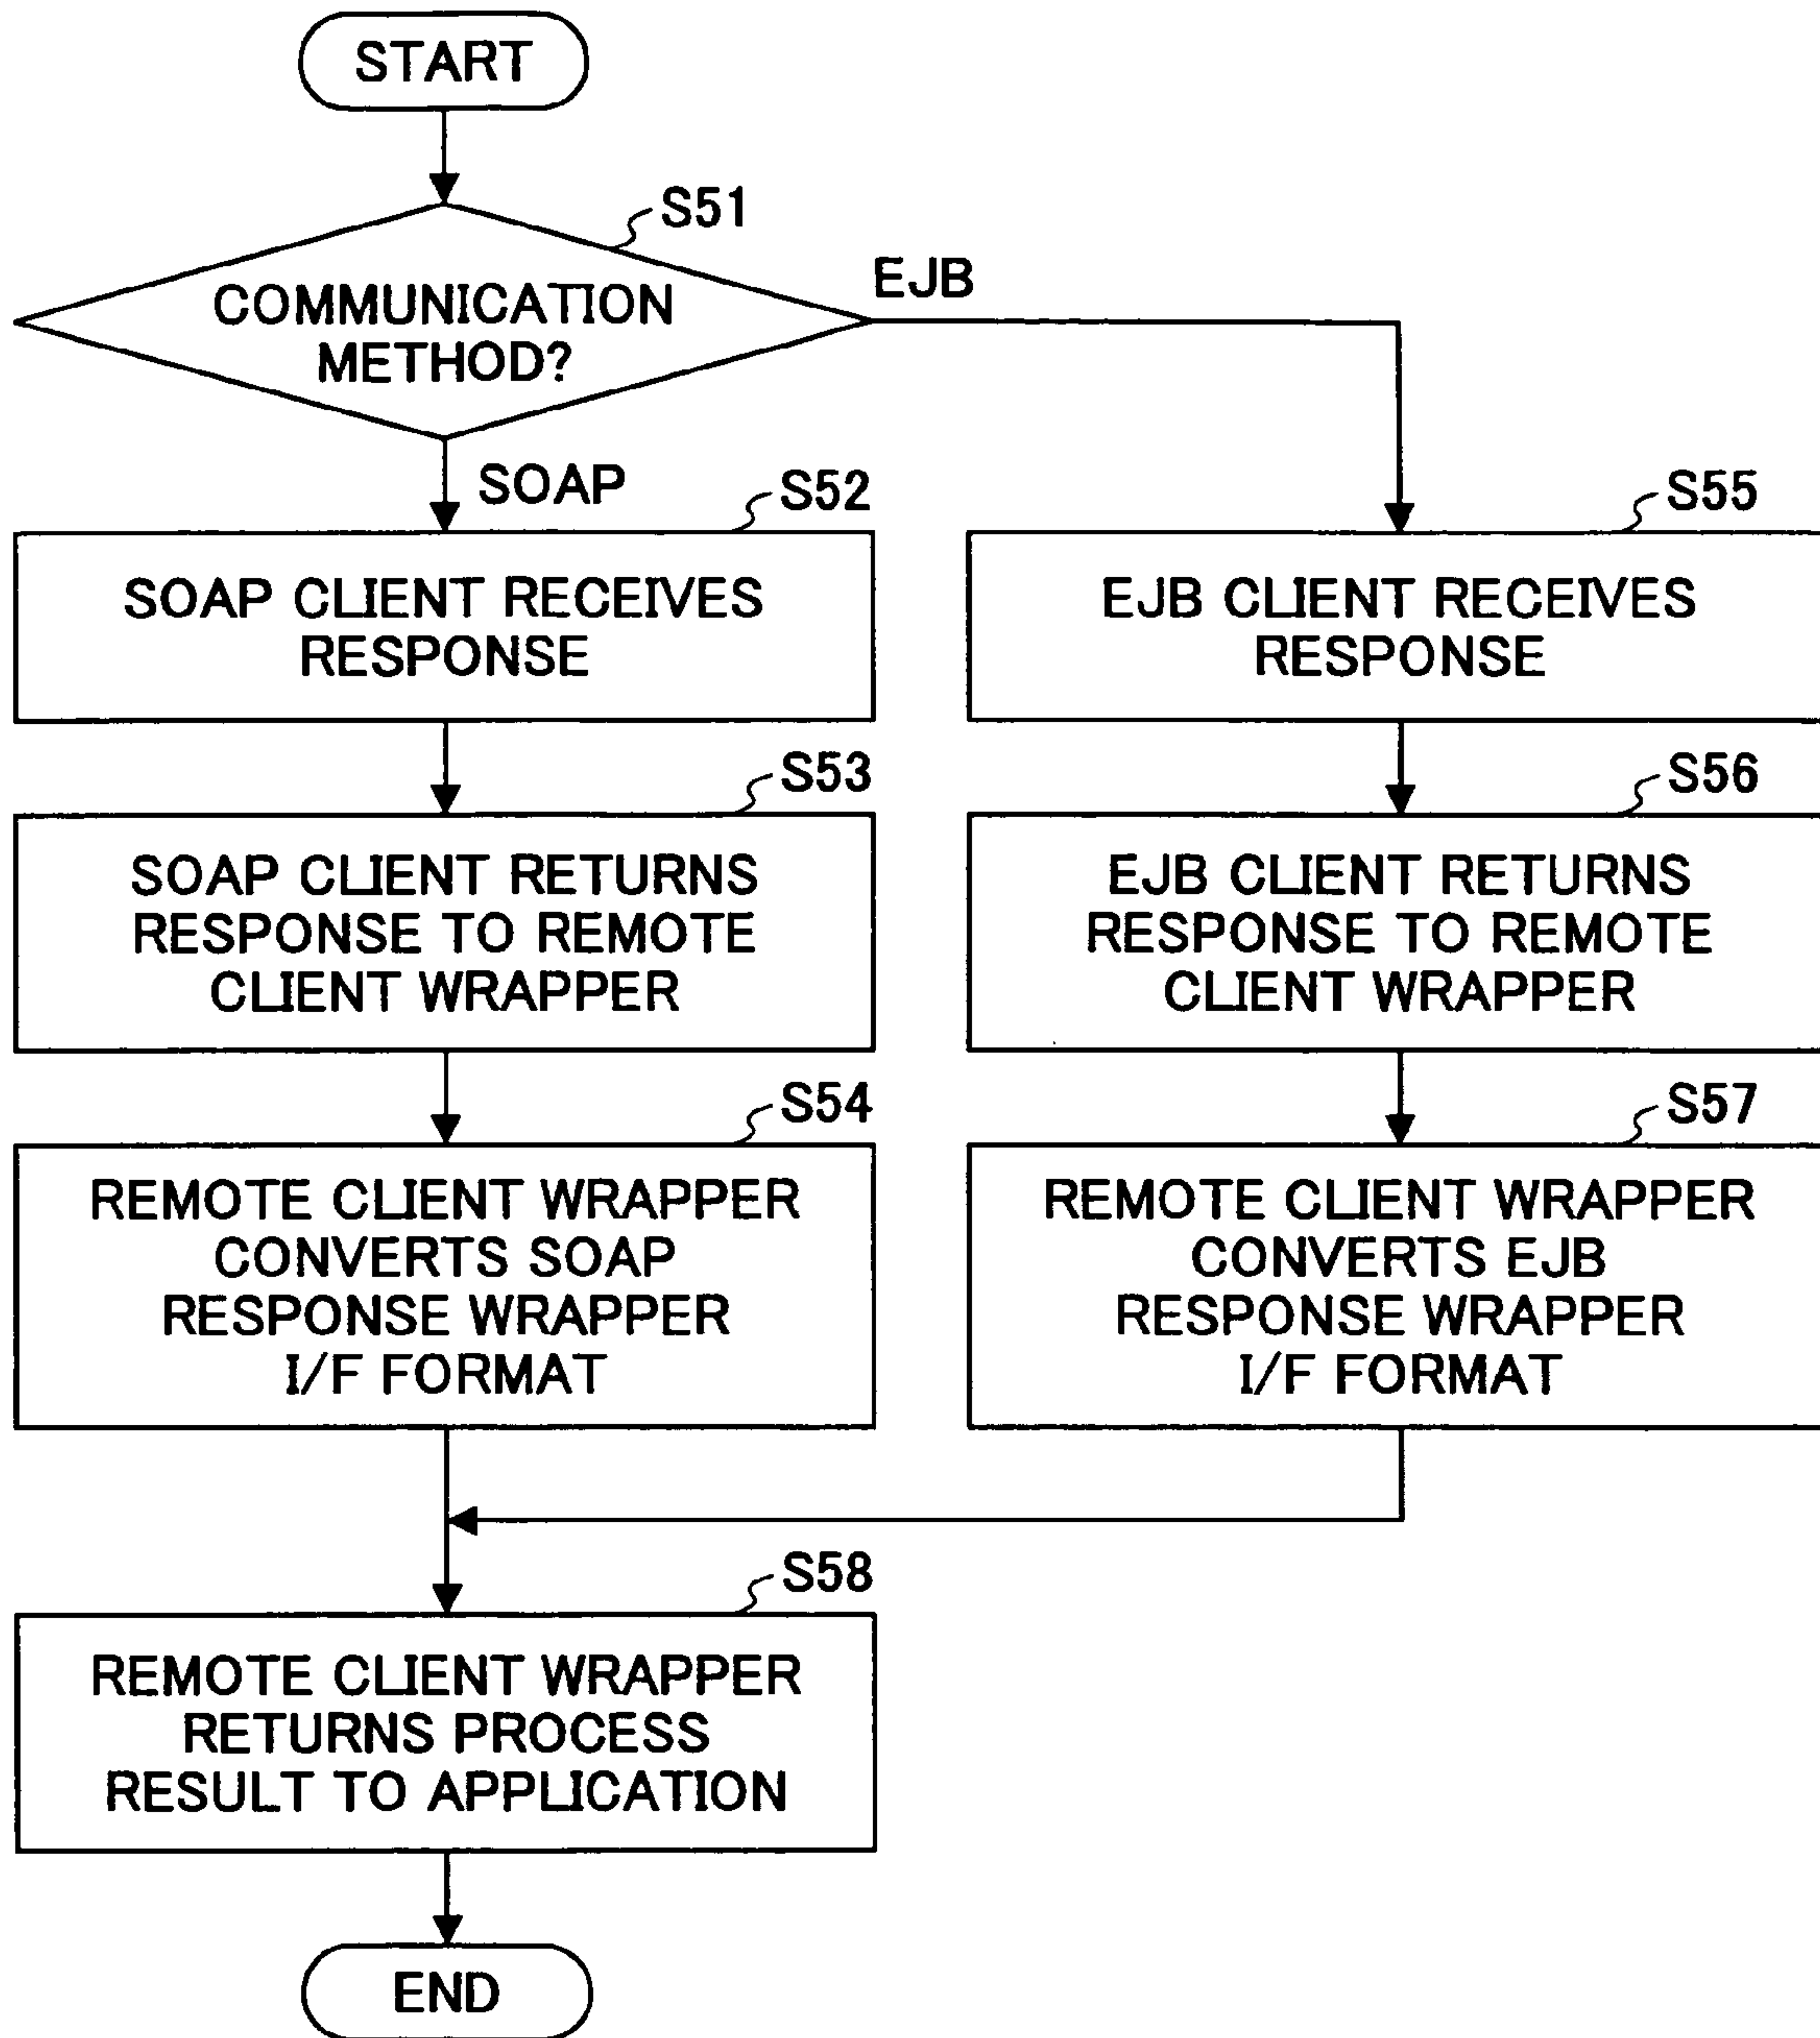 START
S51
COMMUNICATION
METHOD?
EJB
SOAP
S52
SOAP CLIENT RECEIVES
RESPONSE
S53
SOAP CLIENT RETURNS
RESPONSE TO REMOTE
CLIENT WRAPPER
S54
REMOTE CLIENT WRAPPER
CONVERTS SOAP
RESPONSE WRAPPER
I/F FORMAT
S55
EJB CLIENT RECEIVES
RESPONSE
S56
EJB CLIENT RETURNS
RESPONSE TO REMOTE
CLIENT WRAPPER
S57
REMOTE CLIENT WRAPPER
CONVERTS EJB
RESPONSE WRAPPER
I/F FORMAT
S58
REMOTE CLIENT WRAPPER
RETURNS PROCESS
RESULT TO APPLICATION
END